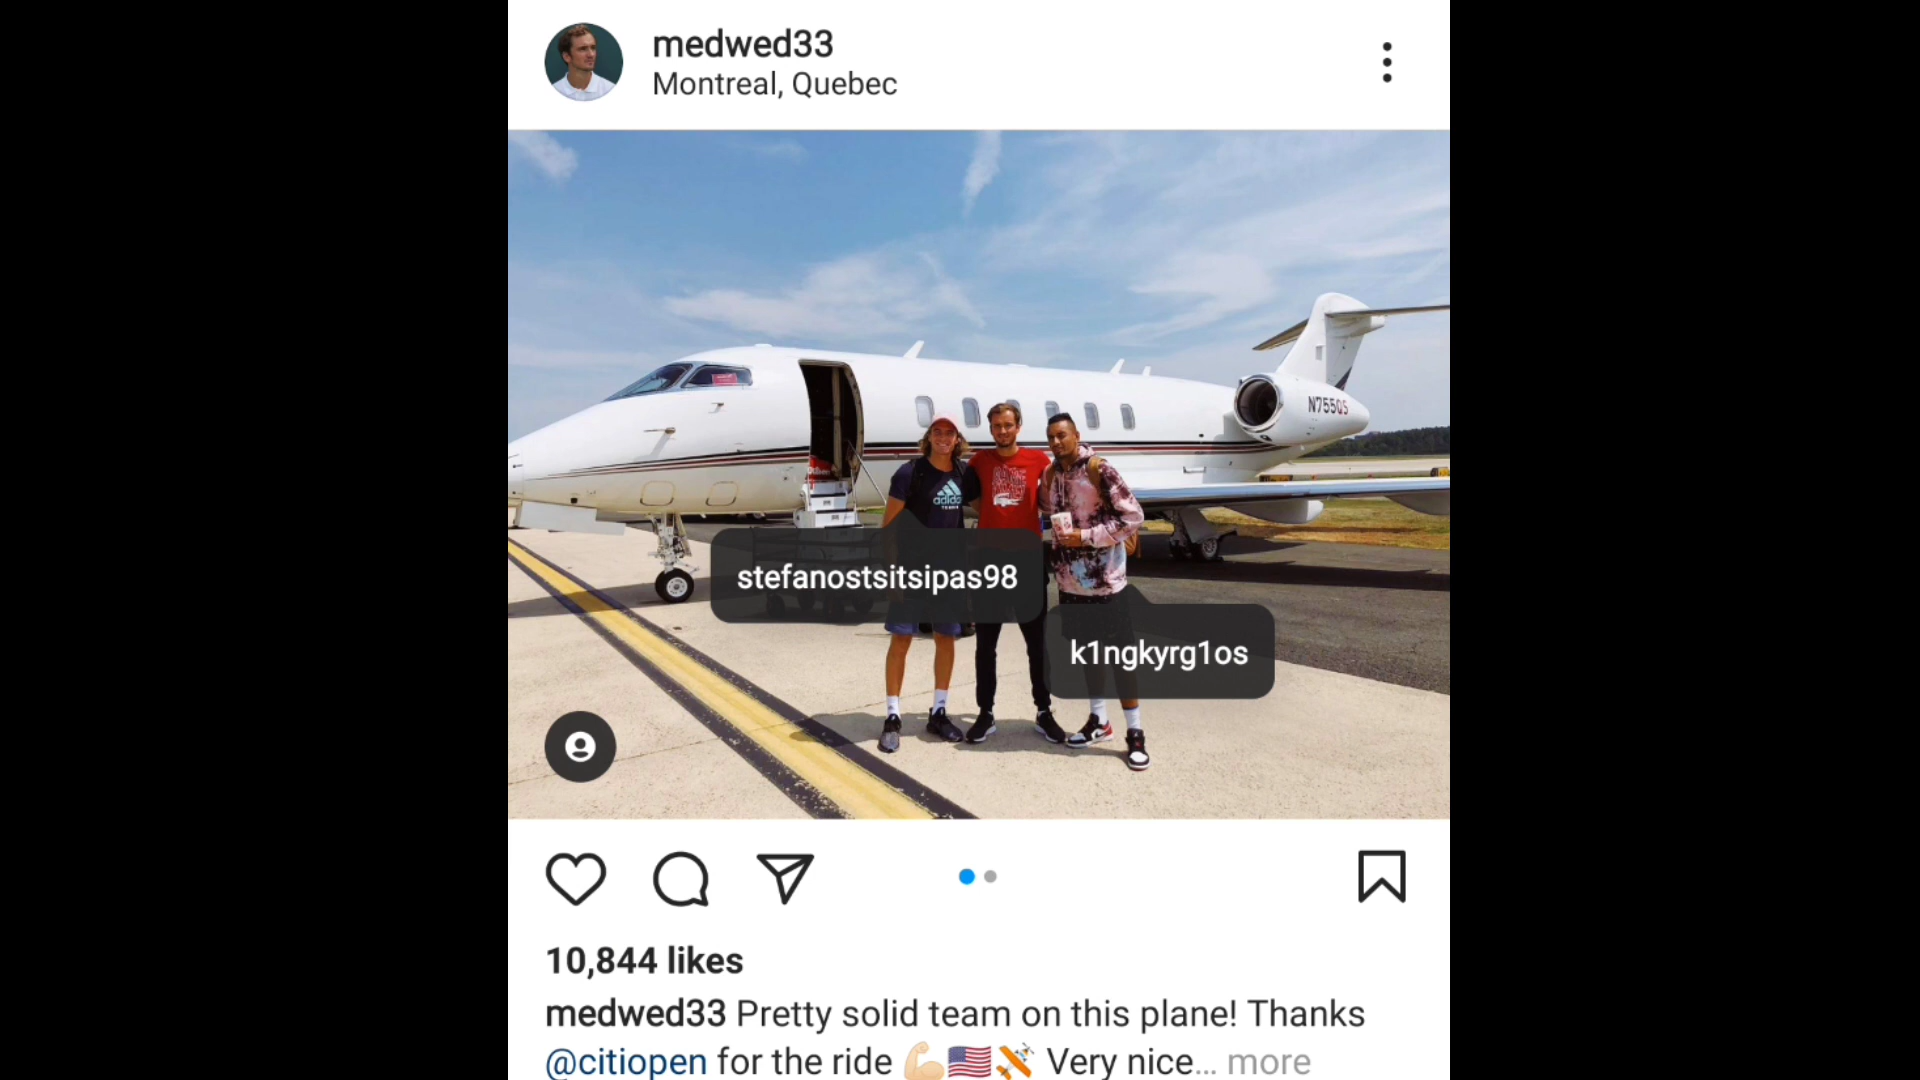 medwed33
Montreal, Quebec
N755QS
adidas
stefanostsitsipas98
k1ngkyrg1os
10,844 likes
medwed33 Pretty solid team on this plane! Thanks
@citiopen for the ride 💪🏼🇺🇸🛩️ Very nice... more